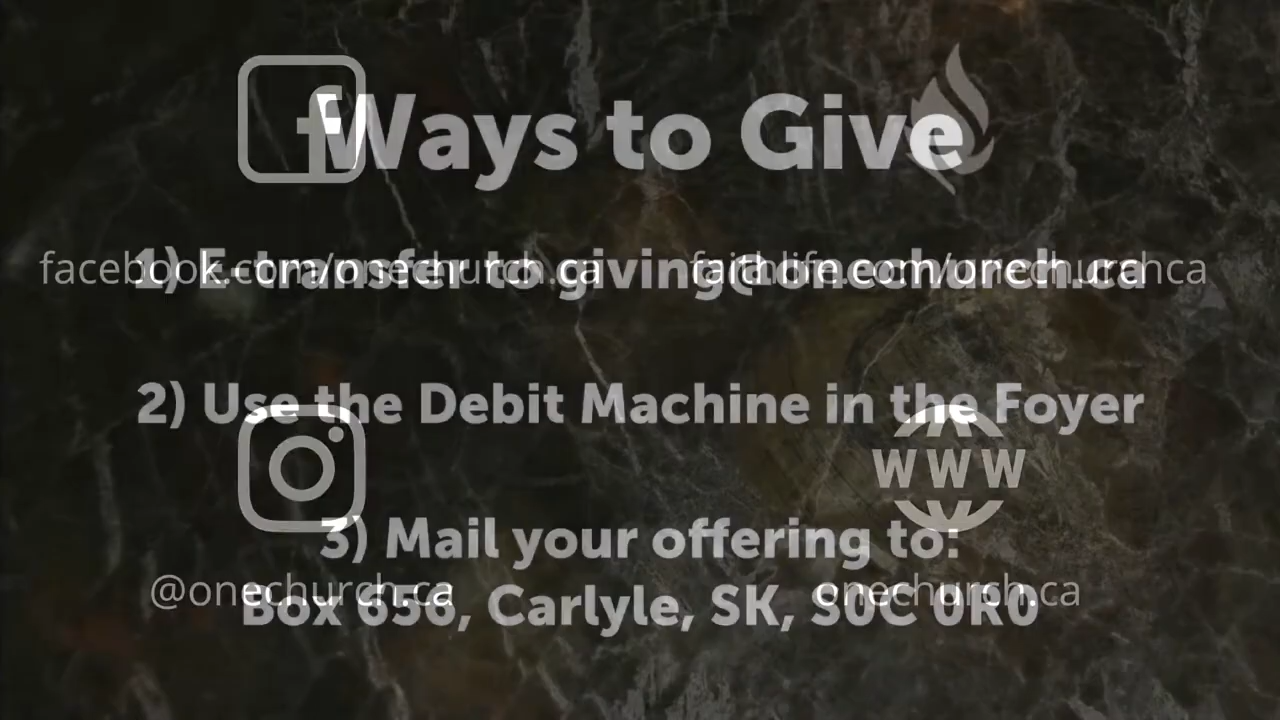 Ways to Give
1) E-transfer to giving@onechurch.ca
facebook.com/onechurch.ca
faithlife.com/onechurchca
2) Use the Debit Machine in the Foyer
WWW
3) Mail your offering to:
@onechurch.ca
onechurch.ca
Box 656, Carlyle, SK, S0C 0R0